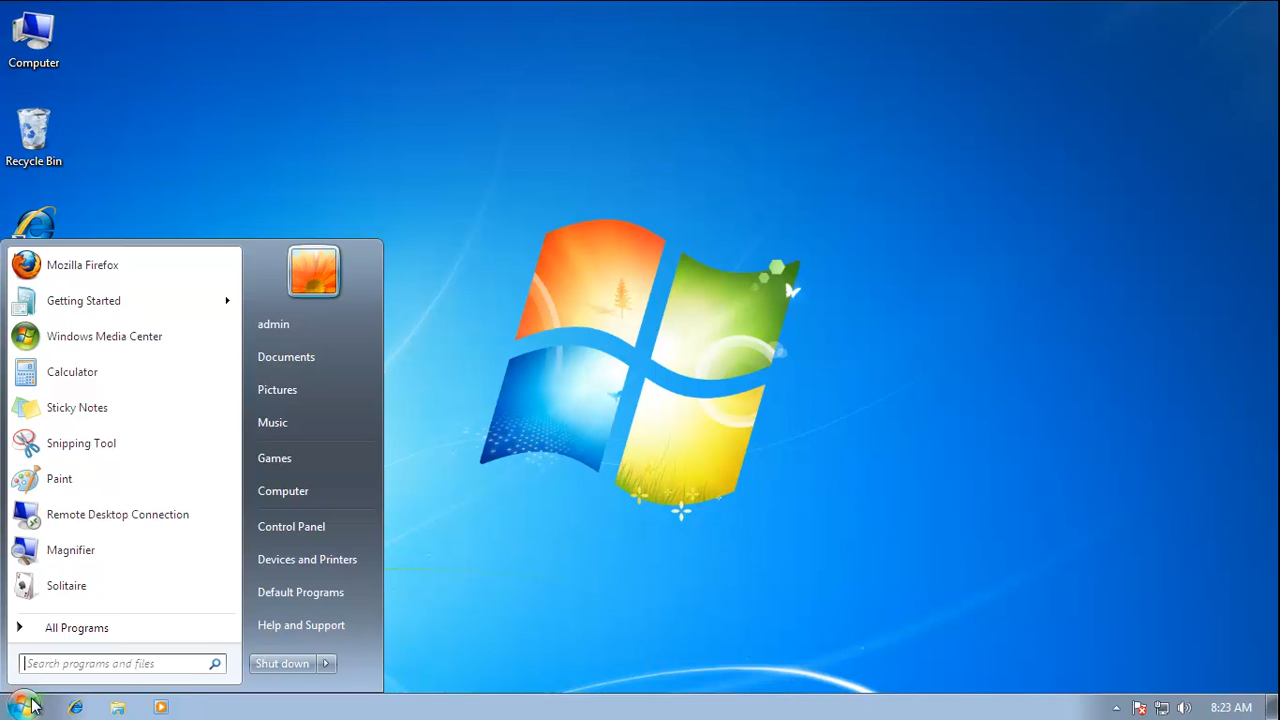 Computer
Recycle Bin
Mozilla Firefox
Getting Started
Windows Media Center
Calculator
Sticky Notes
Snipping Tool
Paint
Remote Desktop Connection
Magnifier
Solitaire
All Programs
Search programs and files
admin
Documents
Pictures
Music
Games
Computer
Control Panel
Devices and Printers
Default Programs
Help and Support
Shut down
8:23 AM